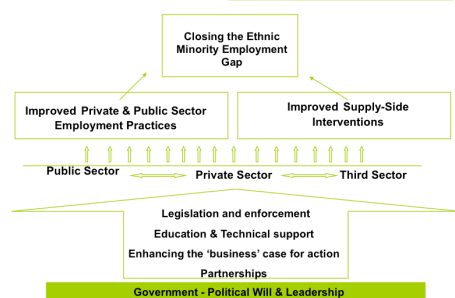 Closing the Ethnic
Minority Employment
Gap
Improved Private & Public Sector
Employment Practices
Improved Supply-Side
Interventions
Public Sector
Private Sector
Third Sector
Legislation and enforcement
Education & Technical support
Enhancing the ‘business’ case for action
Partnerships
Government - Political Will & Leadership